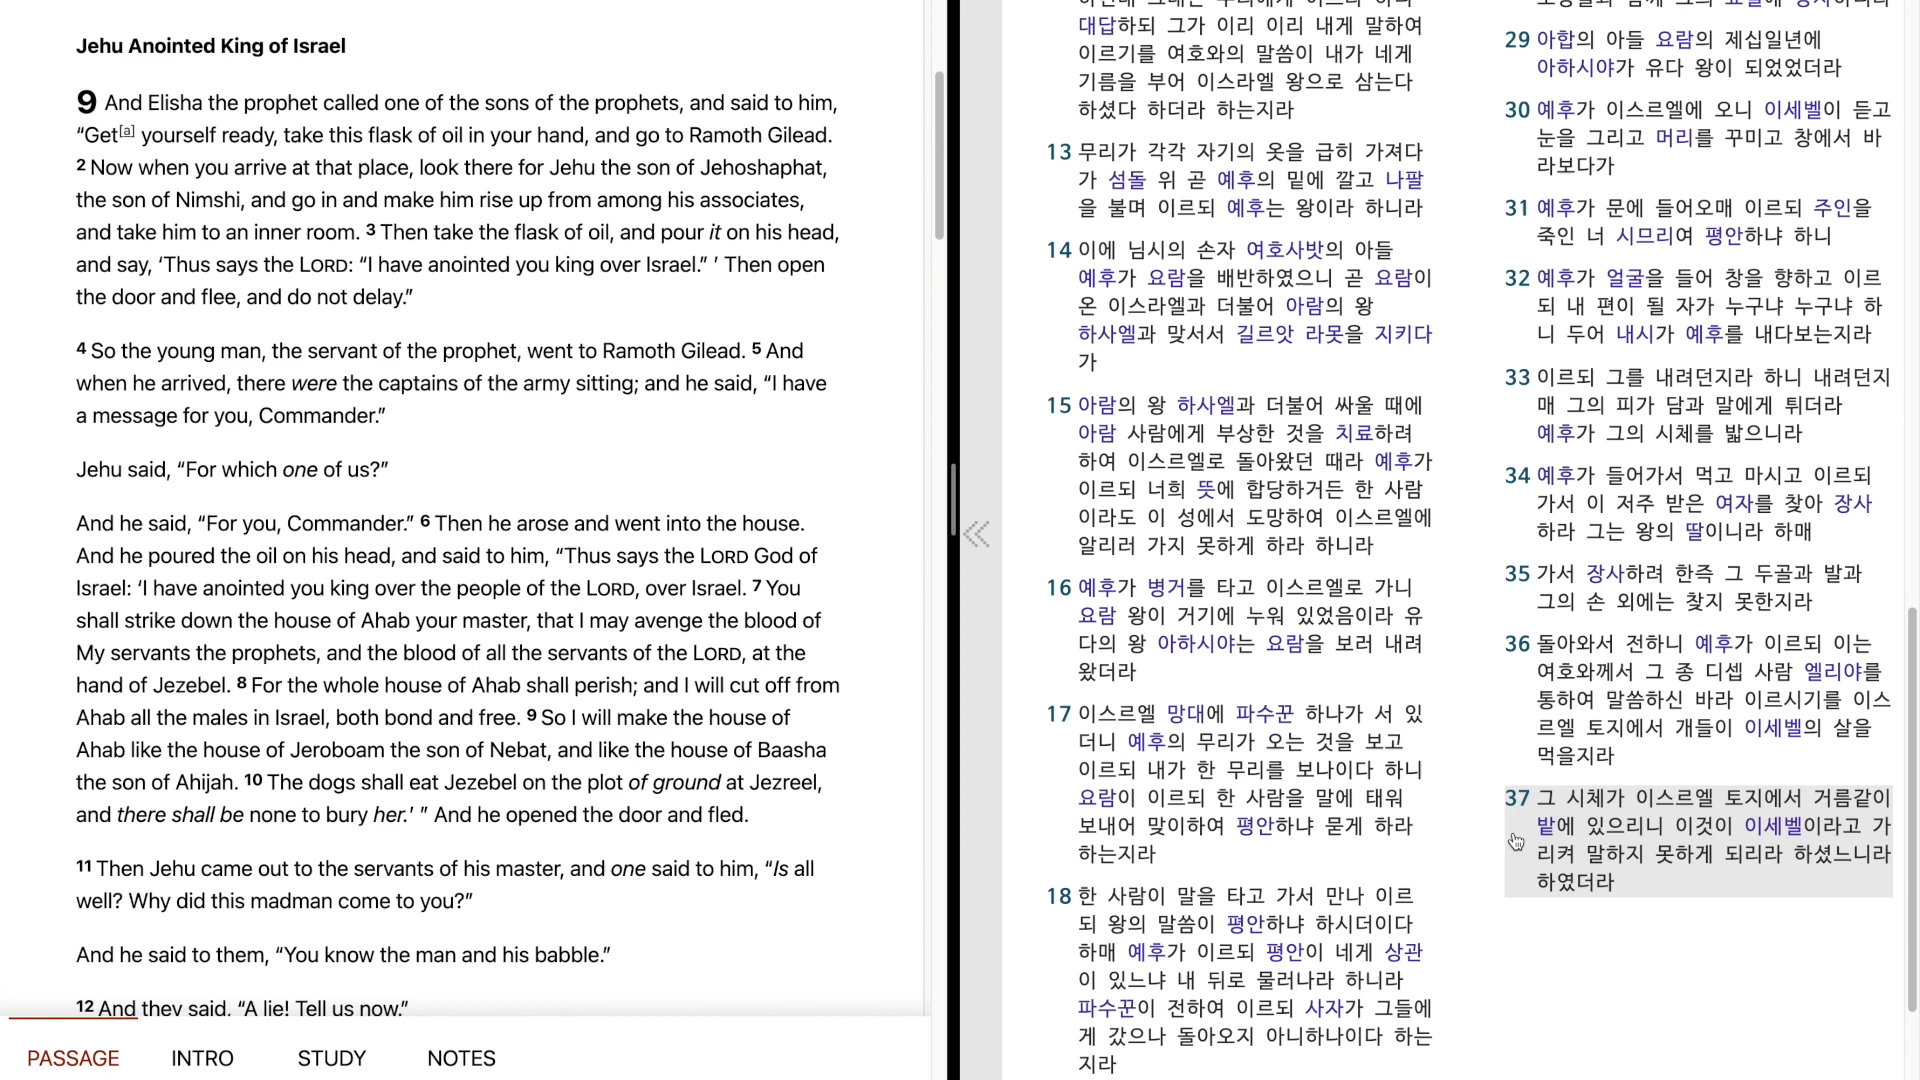 Jehu Anointed King of Israel
9 And Elisha the prophet called one of the sons of the prophets, and said to him,
“Get[a] yourself ready, take this flask of oil in your hand, and go to Ramoth Gilead.
2 Now when you arrive at that place, look there for Jehu the son of Jehoshaphat,
the son of Nimshi, and go in and make him rise up from among his associates,
and take him to an inner room. 3 Then take the flask of oil, and pour it on his head,
and say, ‘Thus says the LORD: “I have anointed you king over Israel.” ’ Then open
the door and flee, and do not delay.”
4 So the young man, the servant of the prophet, went to Ramoth Gilead. 5 And
when he arrived, there were the captains of the army sitting; and he said, “I have
a message for you, Commander.”
Jehu said, “For which one of us?”
And he said, “For you, Commander.” 6 Then he arose and went into the house.
And he poured the oil on his head, and said to him, “Thus says the LORD God of
Israel: ‘I have anointed you king over the people of the LORD, over Israel. 7 You
shall strike down the house of Ahab your master, that I may avenge the blood of
My servants the prophets, and the blood of all the servants of the LORD, at the
hand of Jezebel. 8 For the whole house of Ahab shall perish; and I will cut off from
Ahab all the males in Israel, both bond and free. 9 So I will make the house of
Ahab like the house of Jeroboam the son of Nebat, and like the house of Baasha
the son of Ahijah. 10 The dogs shall eat Jezebel on the plot of ground at Jezreel,
and there shall be none to bury her.’ ” And he opened the door and fled.
11 Then Jehu came out to the servants of his master, and one said to him, “Is all
well? Why did this madman come to you?”
And he said to them, “You know the man and his babble.”
12 And they said, “A lie! Tell us now.”
PASSAGE INTRO STUDY NOTES
대답하되 그가 이리 이리 내게 말하여
이르기를 여호와의 말씀이 내가 네게
기름을 부어 이스라엘 왕으로 삼는다
하셨다 하더라 하는지라
13 무리가 각각 자기의 옷을 급히 가져다
가 섬돌 위 곧 예후의 밑에 깔고 나팔
을 불며 이르되 예후는 왕이라 하니라
14 이에 님시의 손자 여호사밧의 아들
예후가 요람을 배반하였으니 곧 요람이
온 이스라엘과 더불어 아람의 왕
하사엘과 맞서서 길르앗 라못을 지키다
가
15 아람의 왕 하사엘과 더불어 싸울 때에
아람 사람에게 부상한 것을 치료하려
하여 이스르엘로 돌아왔던 때라 예후가
이르되 너희 뜻에 합당하거든 한 사람
이라도 이 성에서 도망하여 이스르엘에
알리러 가지 못하게 하라 하니라
16 예후가 병거를 타고 이스르엘로 가니
요람 왕이 거기에 누워 있었음이라 유
다의 왕 아하시야는 요람을 보러 내려
왔더라
17 이스르엘 망대에 파수꾼 하나가 서 있
더니 예후의 무리가 오는 것을 보고
이르되 내가 한 무리를 보나이다 하니
요람이 이르되 한 사람을 말에 태워
보내어 맞이하여 평안하냐 묻게 하라
하는지라
18 한 사람이 말을 타고 가서 만나 이르
되 왕의 말씀이 평안하냐 하시더이다
하매 예후가 이르되 평안이 네게 상관
이 있느냐 내 뒤로 물러나라 하니라
파수꾼이 전하여 이르되 사자가 그들에
게 갔으나 돌아오지 아니하나이다 하는
지라
29 아합의 아들 요람의 제십일년에
아하시야가 유다 왕이 되었었더라
30 예후가 이스르엘에 오니 이세벨이 듣고
눈을 그리고 머리를 꾸미고 창에서 바
라보다가
31 예후가 문에 들어오매 이르되 주인을
죽인 너 시므리여 평안하냐 하니
32 예후가 얼굴을 들어 창을 향하고 이르
되 내 편이 될 자가 누구냐 누구냐 하
니 두어 내시가 예후를 내다보는지라
33 이르되 그를 내려던지라 하니 내려던지
매 그의 피가 담과 말에게 튀더라
예후가 그의 시체를 밟으니라
34 예후가 들어가서 먹고 마시고 이르되
가서 이 저주 받은 여자를 찾아 장사
하라 그는 왕의 딸이니라 하매
35 가서 장사하려 한즉 그 두골과 발과
그의 손 외에는 찾지 못한지라
36 돌아와서 전하니 예후가 이르되 이는
여호와께서 그 종 디셉 사람 엘리야를
통하여 말씀하신 바라 이르시기를 이스
르엘 토지에서 개들이 이세벨의 살을
먹을지라
37 그 시체가 이스르엘 토지에서 거름같이
밭에 있으리니 이것이 이세벨이라고 가
리켜 말하지 못하게 되리라 하셨느니라
하였더라